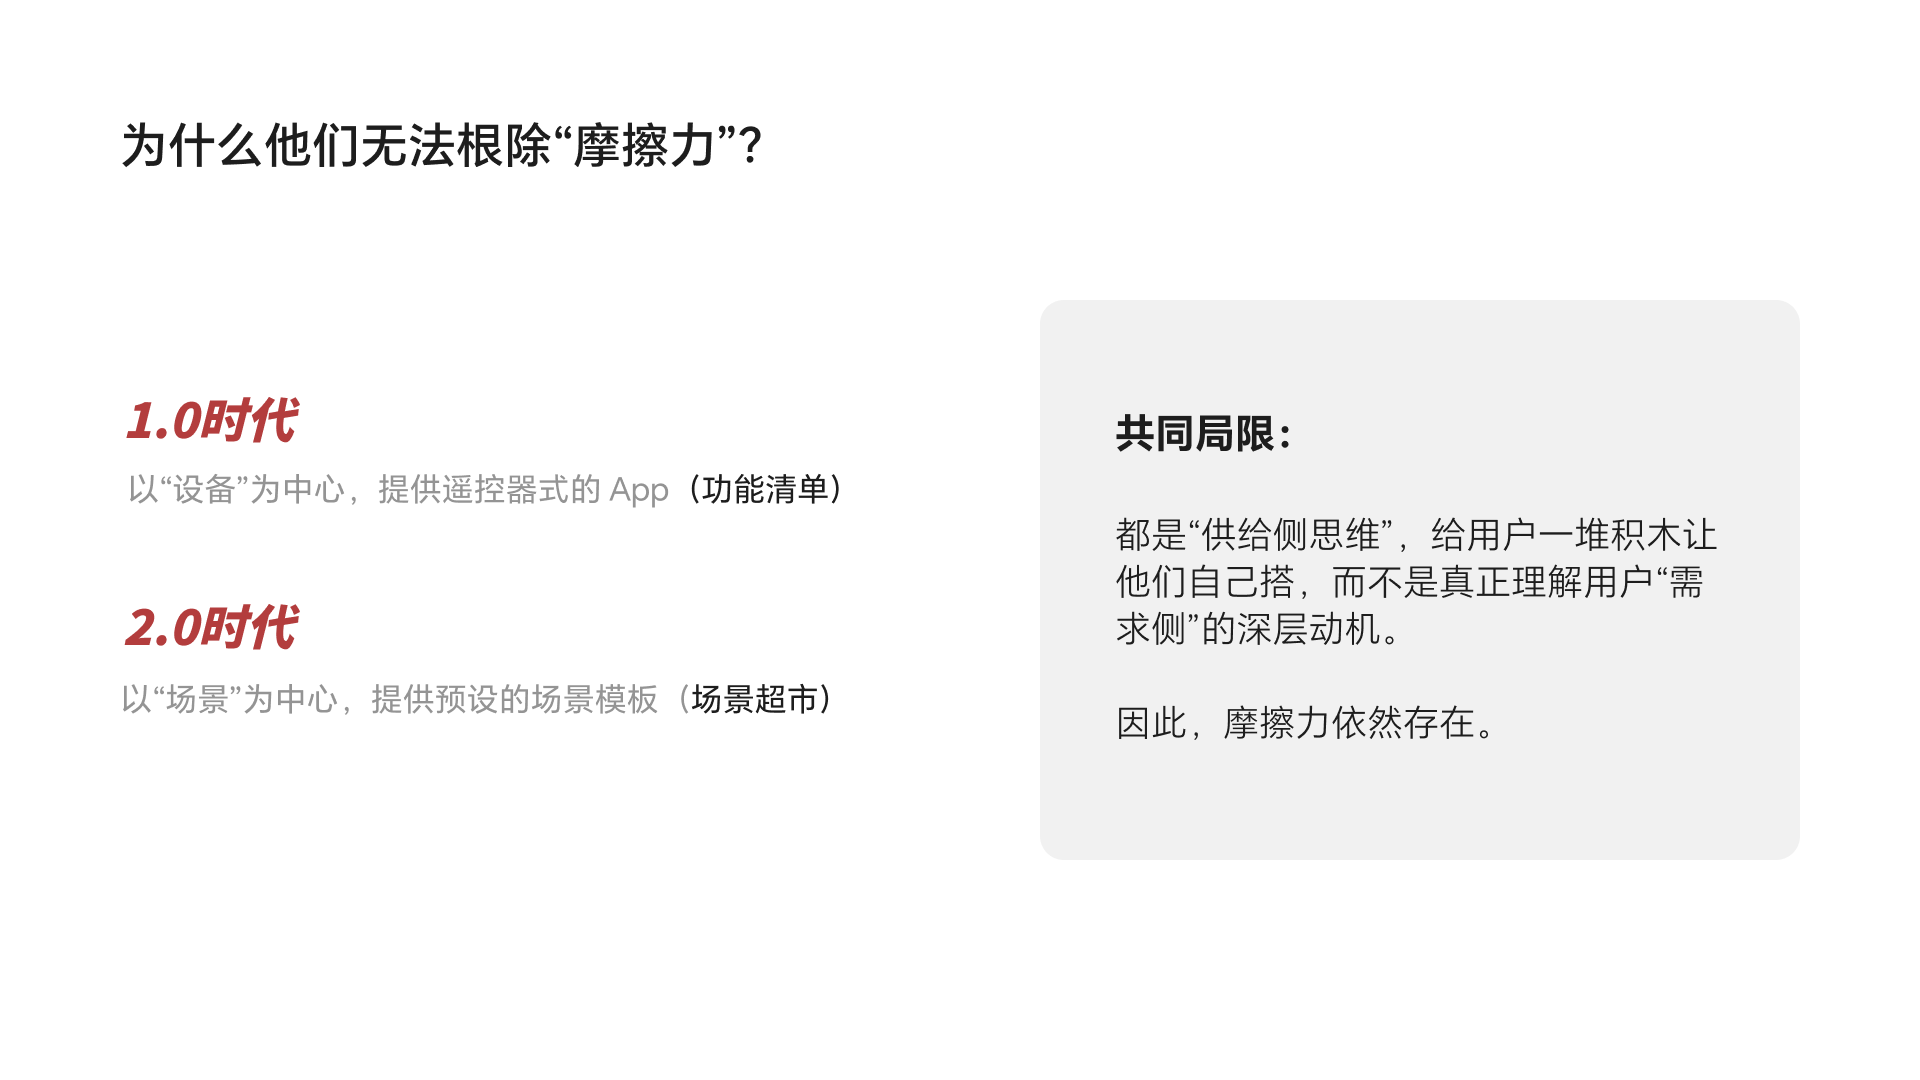 为什么他们无法根除“摩擦力”？
1.0时代
以“设备”为中心，提供遥控器式的 App（功能清单）
2.0时代
以“场景”为中心，提供预设的场景模板（场景超市）
共同局限：
都是“供给侧思维”，给用户一堆积木让
他们自己搭，而不是真正理解用户“需
求侧”的深层动机。
因此，摩擦力依然存在。